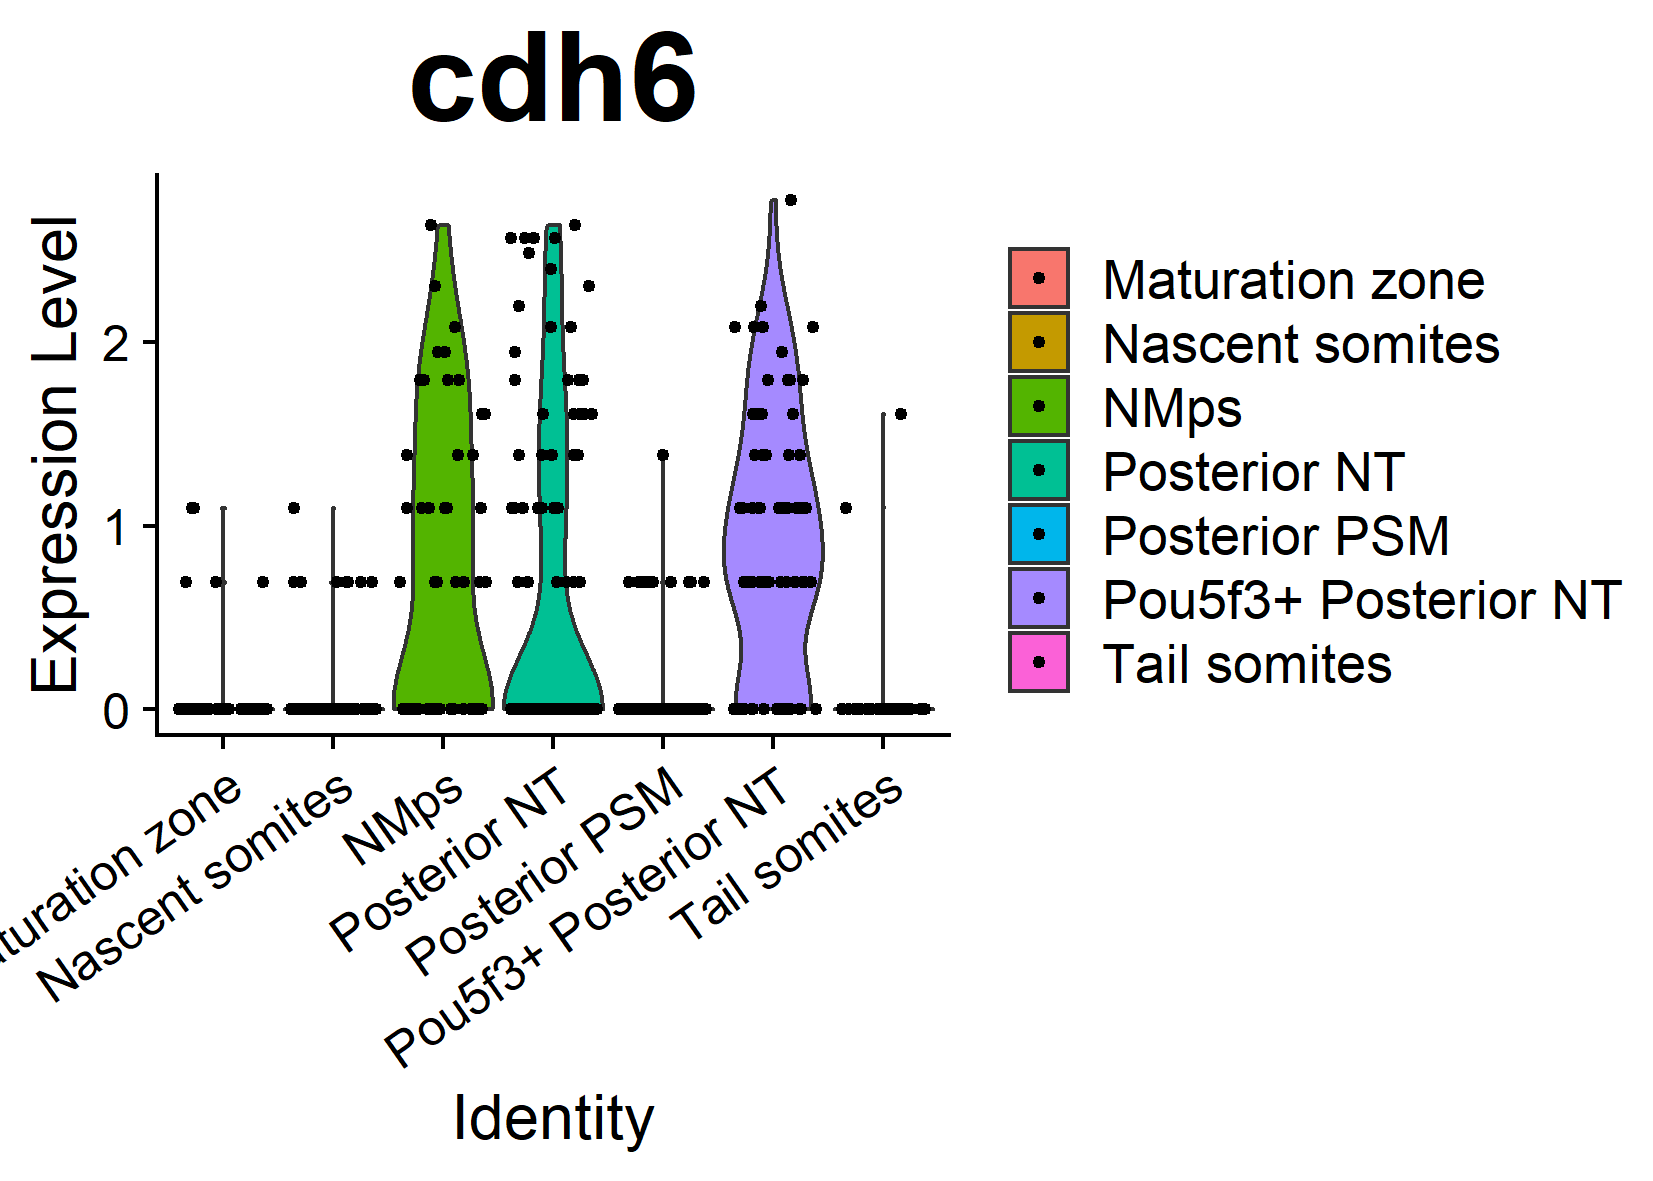 cdh6
Expression Level
2
1
0
turation zone
Nascent somites
NMps
Posterior NT
Posterior PSM
Pou5f3+ Posterior NT
Tail somites
Identity
Maturation zone
Nascent somites
NMps
Posterior NT
Posterior PSM
Pou5f3+ Posterior NT
Tail somites